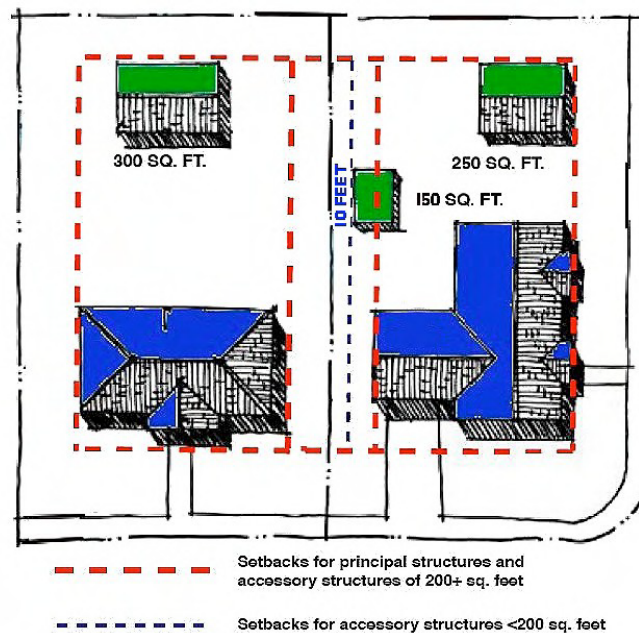 300 SQ. FT.
250 SQ. FT.
10 FEET
150 SQ. FT.
Setbacks for principal structures and
accessory structures of 200+ sq. feet
Setbacks for accessory structures <200 sq. feet